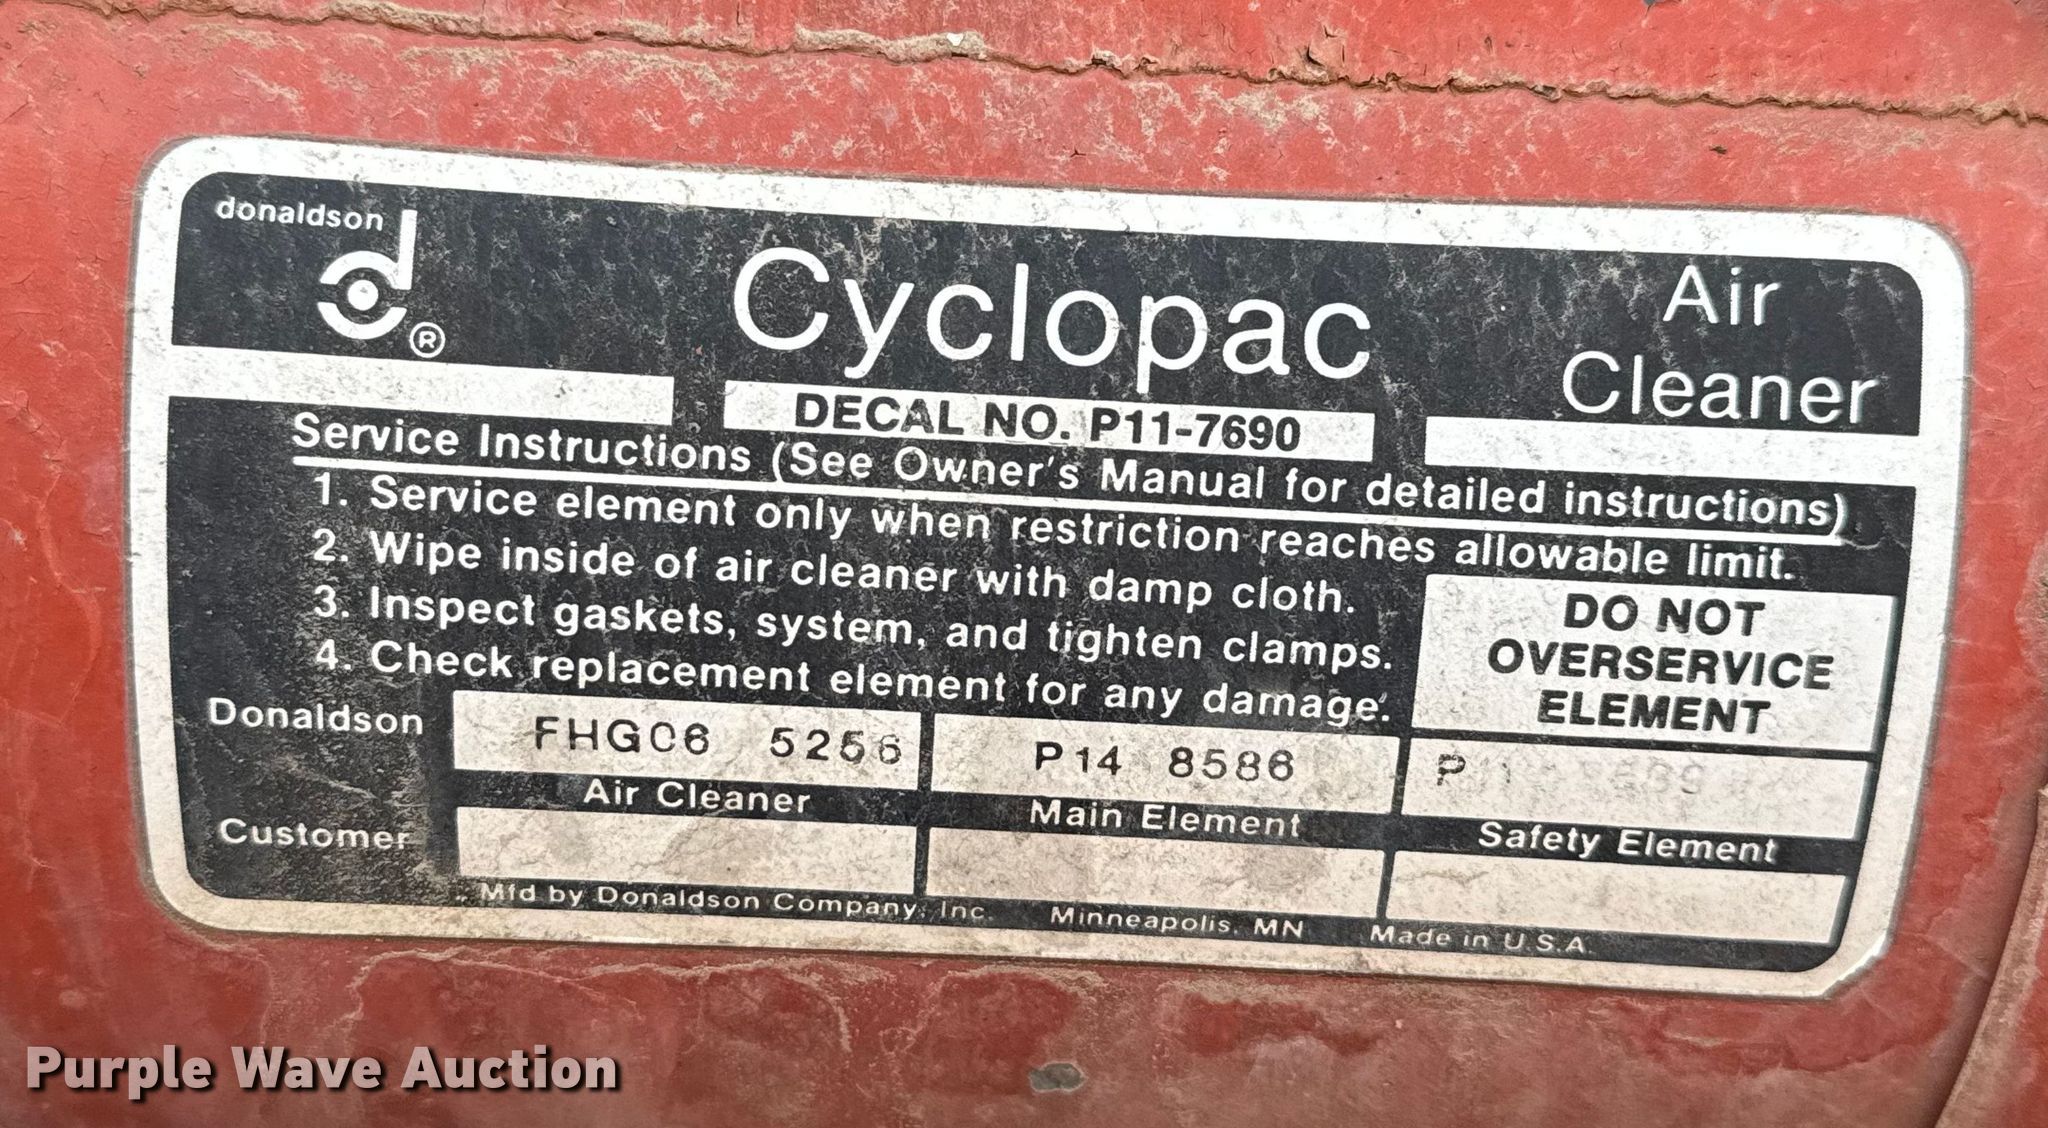 donaldson
®
Cyclopac
Air
Cleaner
DECAL NO. P11-7690
Service Instructions (See Owner's Manual for detailed instructions)
1. Service element only when restriction reaches allowable limit.
2. Wipe inside of air cleaner with damp cloth.
3. Inspect gaskets, system, and tighten clamps.
4. Check replacement element for any damage.
DO NOT
OVERSERVICE
ELEMENT
Donaldson
FHG06 5256
P14 8586
Air Cleaner
Main Element
Safety Element
Customer
Mfd by Donaldson Company, Inc. Minneapolis, MN Made in U.S.A.
Purple Wave Auction